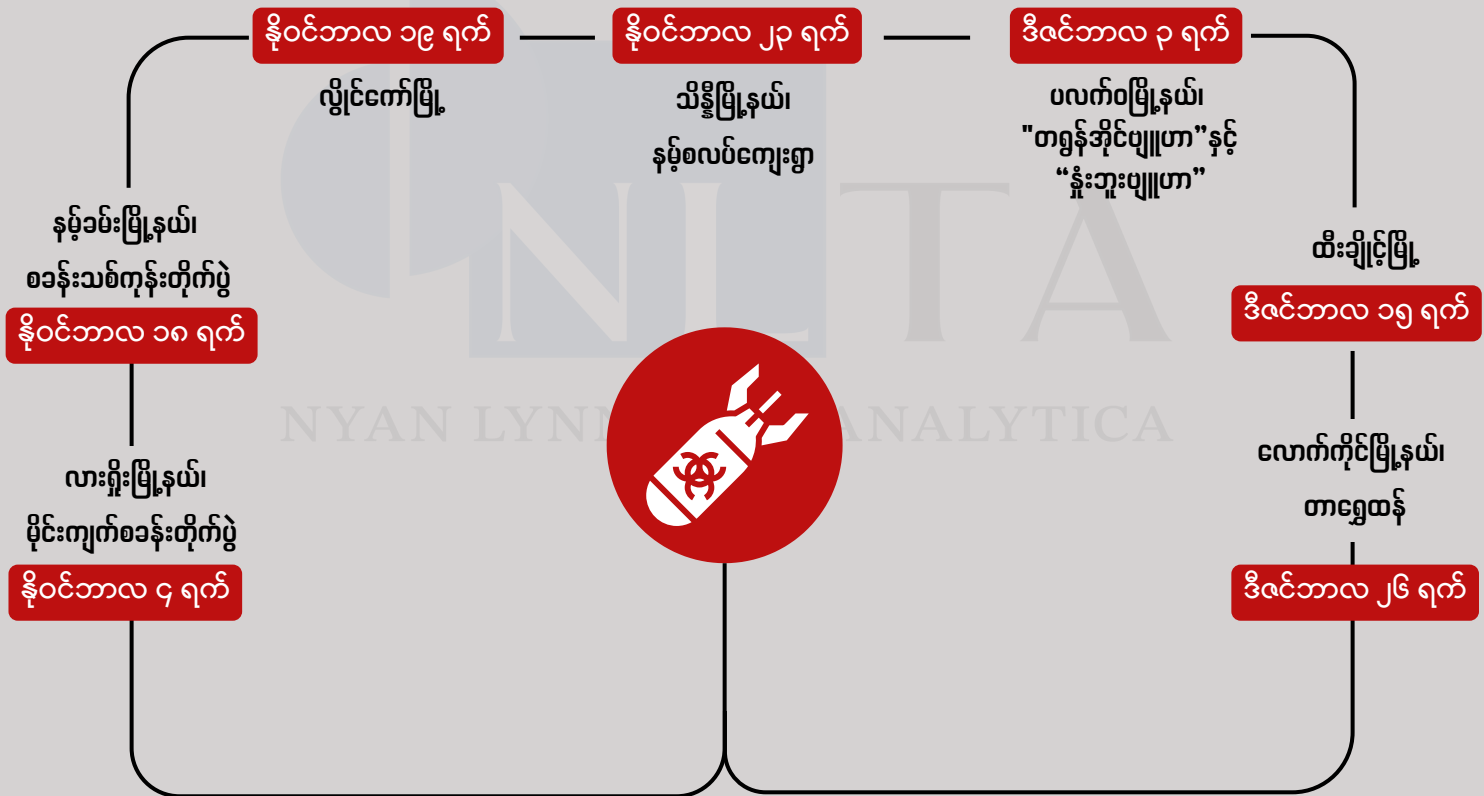 နိုဝင်ဘာလ ၁၉ ရက်
လွိုင်ကော်မြို့
နိုဝင်ဘာလ ၂၃ ရက်
သိန္နီမြို့နယ်၊
နမ့်စလပ်ကျေးရွာ
ဒီဇင်ဘာလ ၃ ရက်
ပလက်ဝမြို့နယ်၊
"တရွန်အိုင်ဗျူဟာ”နှင့်
“နှုံးဘူးဗျူဟာ”
နမ့်ခမ်းမြို့နယ်၊
စခန်းသစ်ကုန်းတိုက်ပွဲ
နိုဝင်ဘာလ ၁၈ ရက်
ထီးချိုင့်မြို့
ဒီဇင်ဘာလ ၁၅ ရက်
လားရှိုးမြို့နယ်၊
မိုင်းကျက်စခန်းတိုက်ပွဲ
နိုဝင်ဘာလ ၄ ရက်
လောက်ကိုင်မြို့နယ်၊
တာရွှေထန်
ဒီဇင်ဘာလ ၂၆ ရက်
NL TA
NYAN LYNN ANALYTICA